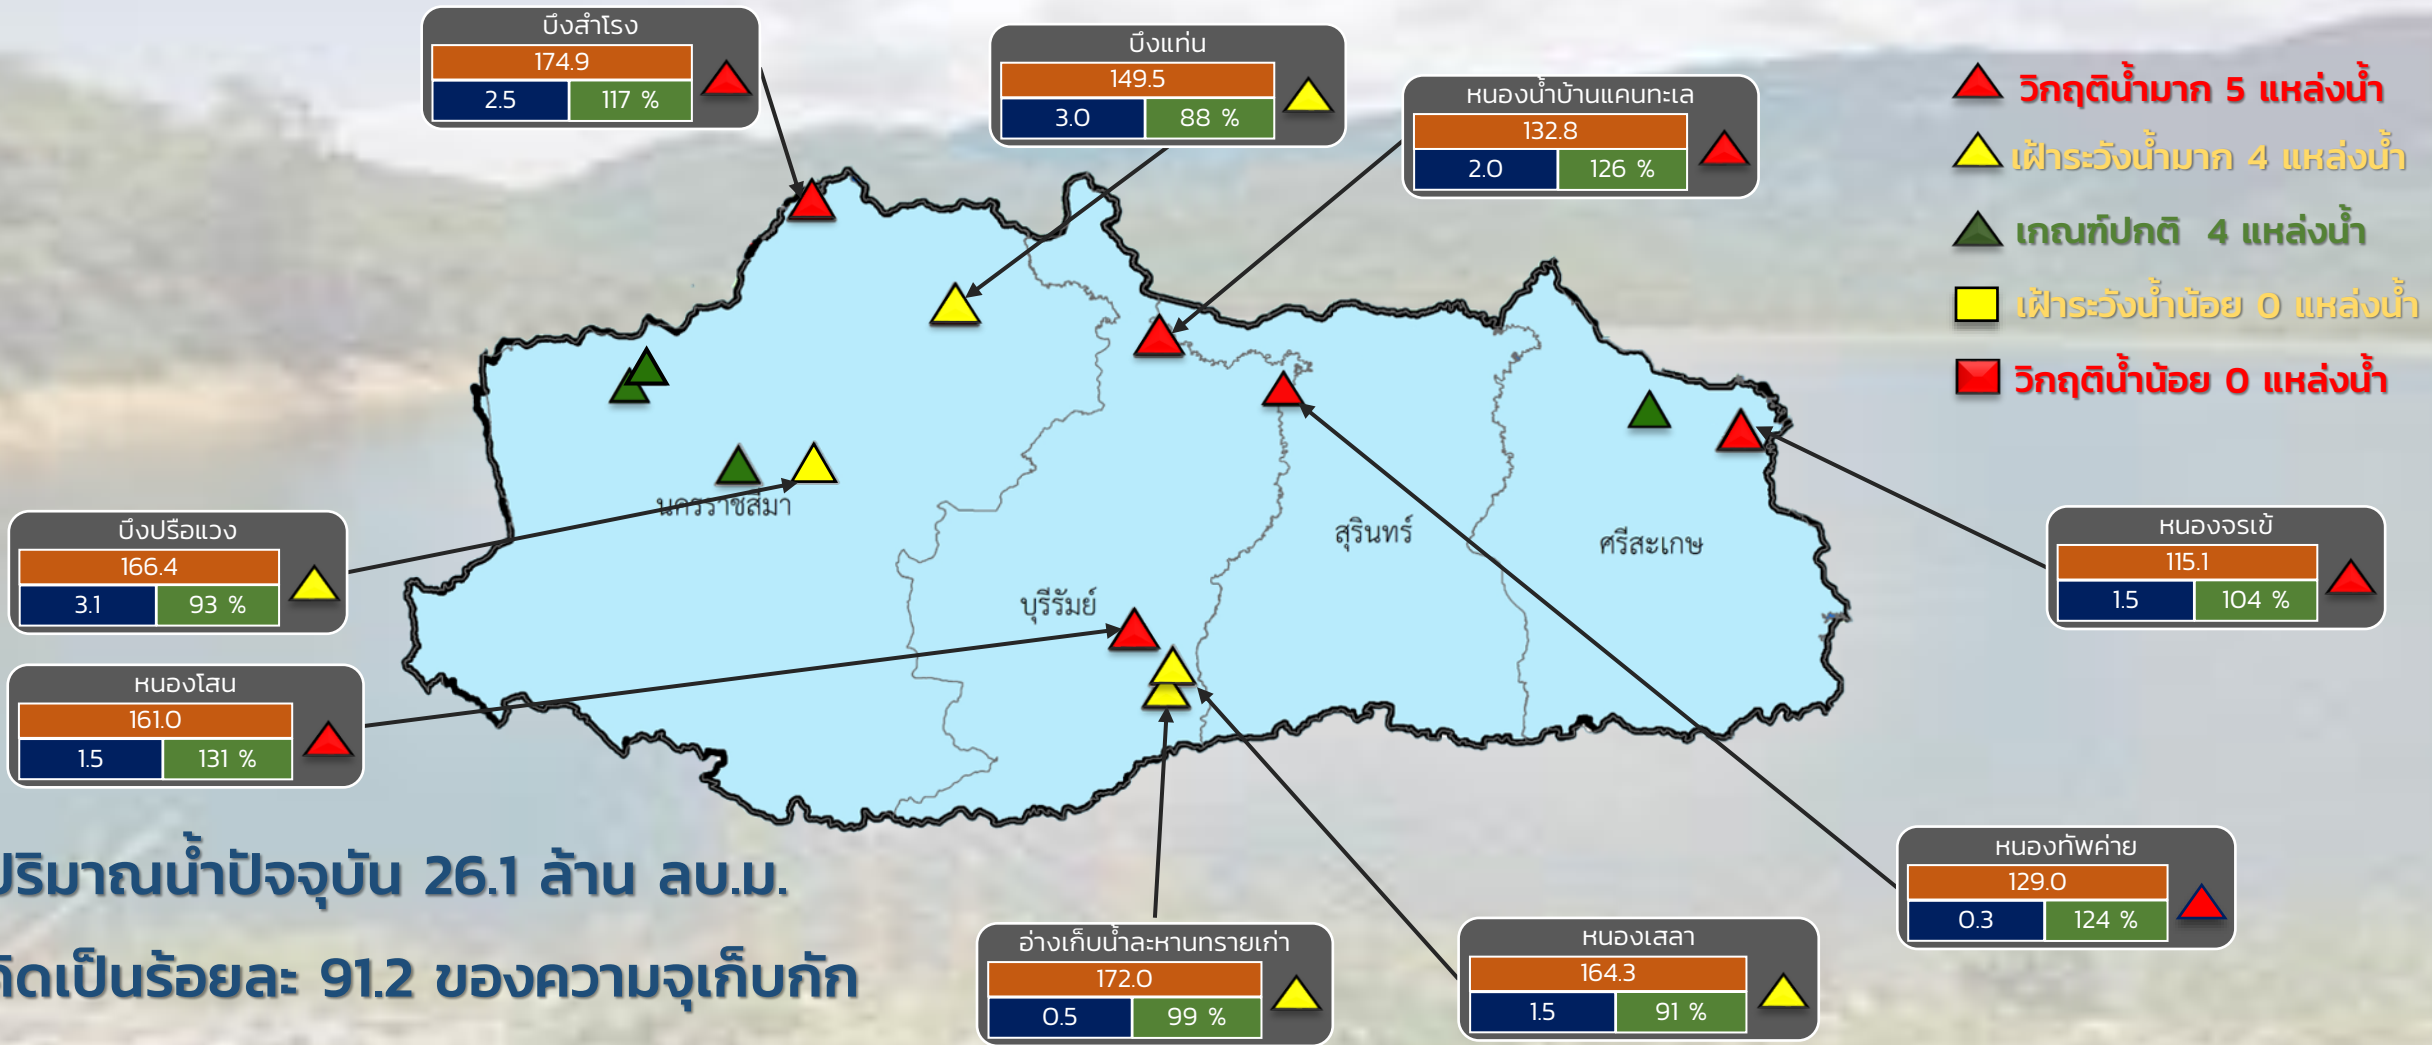 บึงสำโรง
174.9
2.5 117 %
บึงแท่น
149.5
3.0 88 %
หนองน้ำบ้านแคนทะเล
132.8
2.0 126 %
วิกฤติน้ำมาก 5 แหล่งน้ำ
เฝ้าระวังน้ำมาก 4 แหล่งน้ำ
เกณฑ์ปกติ 4 แหล่งน้ำ
เฝ้าระวังน้ำน้อย 0 แหล่งน้ำ
วิกฤติน้ำน้อย 0 แหล่งน้ำ
นครราชสีมา
บุรีรัมย์
สุรินทร์
ศรีสะเกษ
บึงปรือแวง
166.4
3.1 93 %
หนองโสน
161.0
1.5 131 %
หนองจรเข้
115.1
1.5 104 %
หนองทัพค่าย
129.0
0.3 124 %
อ่างเก็บน้ำละหานทรายเก่า
172.0
0.5 99 %
หนองเสลา
164.3
1.5 91 %
ปริมาณน้ำปัจจุบัน 26.1 ล้าน ลบ.ม.
คิดเป็นร้อยละ 91.2 ของความจุเก็บกัก